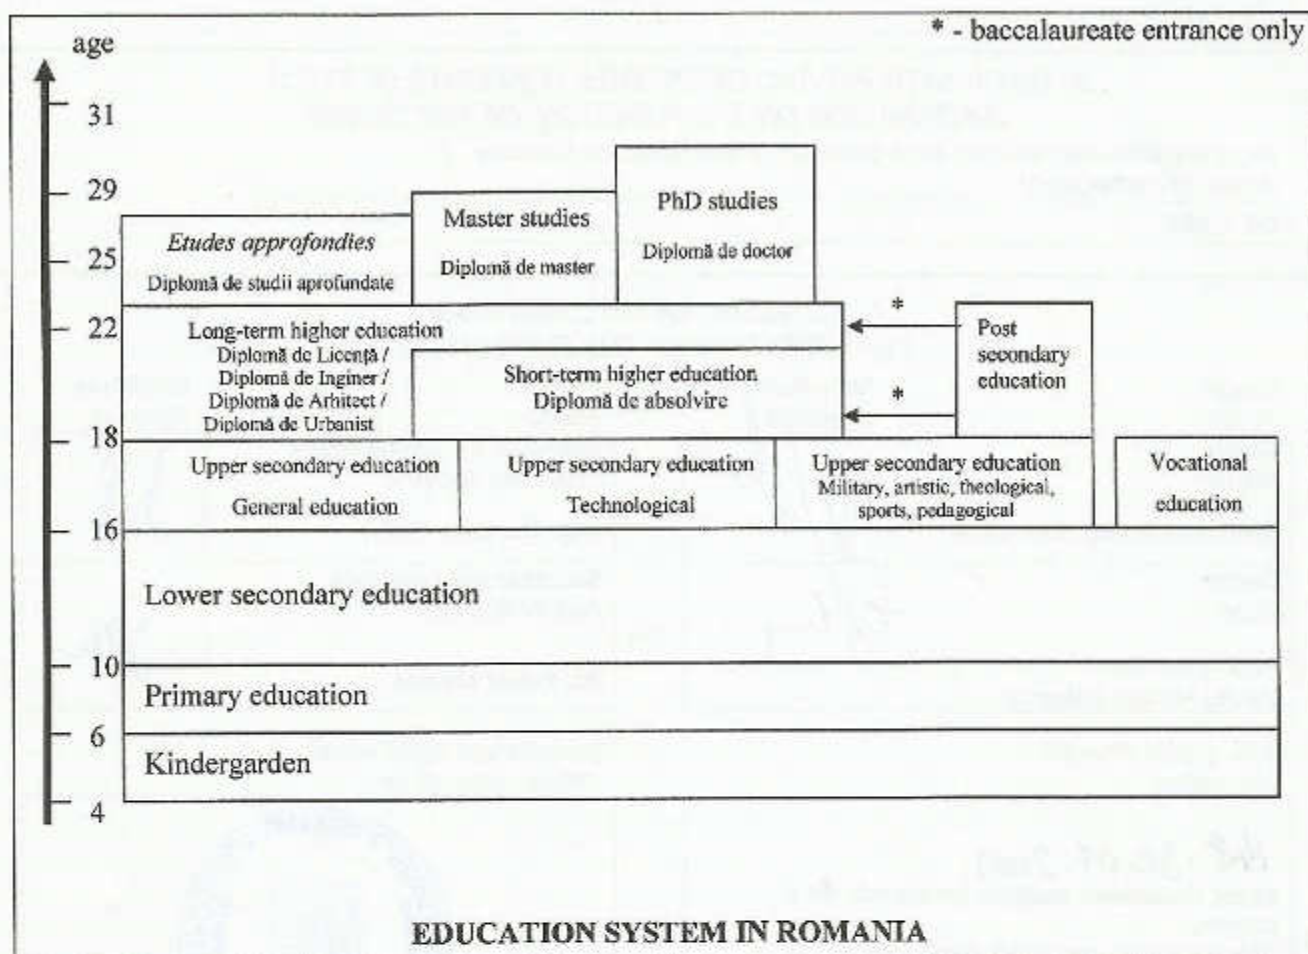 * - baccalaureate entrance only
age
31
29
25
22
18
16
10
6
4
PhD studies
Diplomă de doctor
Master studies
Diplomă de master
Etudes approfondies
Diplomă de studii aprofundate
Long-term higher education
Diplomă de Licenţă /
Diplomă de Inginer /
Diplomă de Arhitect /
Diplomă de Urbanist
Short-term higher education
Diplomă de absolvire
*
*
Post
secondary
education
Upper secondary education
General education
Upper secondary education
Technological
Upper secondary education
Military, artistic, theological,
sports, pedagogical
Vocational
education
Lower secondary education
Primary education
Kindergarden
EDUCATION SYSTEM IN ROMANIA